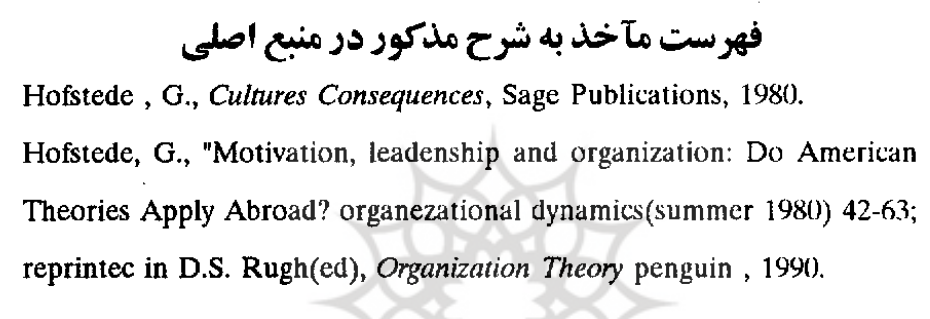 فهرست مآخذ به شرح مذکور در منبع اصلی
Hofstede , G., Cultures Consequences, Sage Publications, 1980.
Hofstede, G., "Motivation, leadenship and organization: Do American
Theories Apply Abroad? organezational dynamics(summer 1980) 42-63;
reprintec in D.S. Rugh(ed), Organization Theory penguin , 1990.